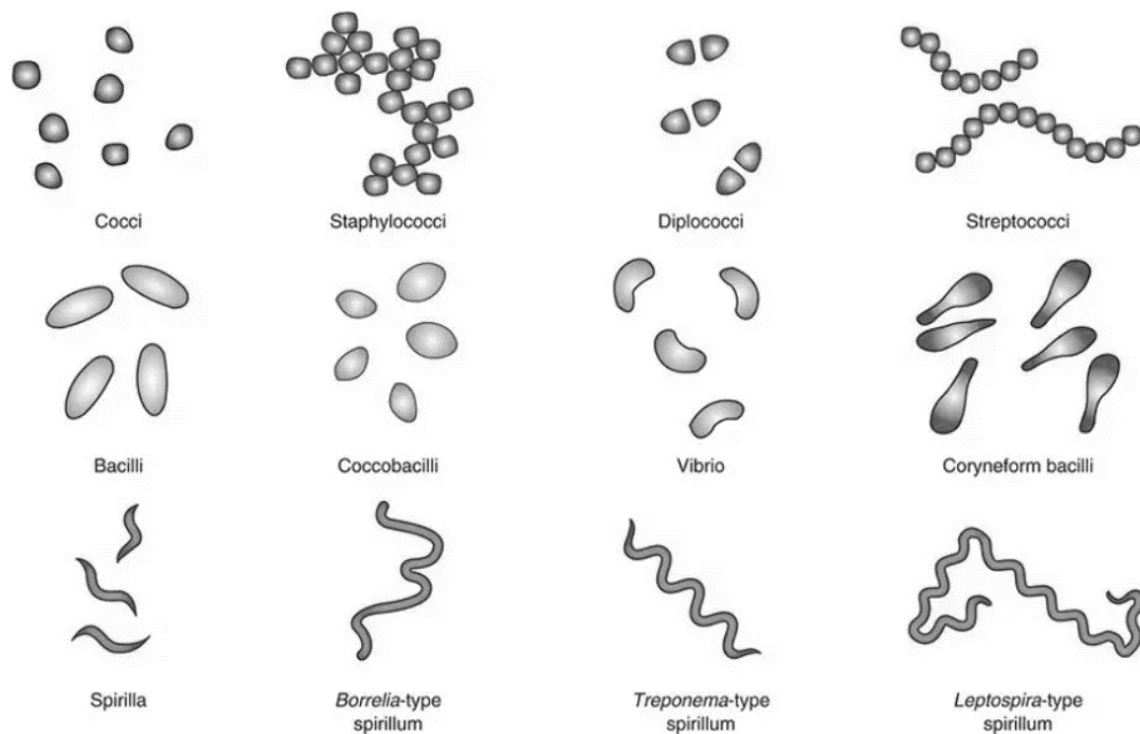 Cocci
Staphylococci
Diplococci
Streptococci
Bacilli
Coccobacilli
Vibrio
Coryneform bacilli
Spirilla
Borrelia-type
spirillum
Treponema-type
spirillum
Leptospira-type
spirillum